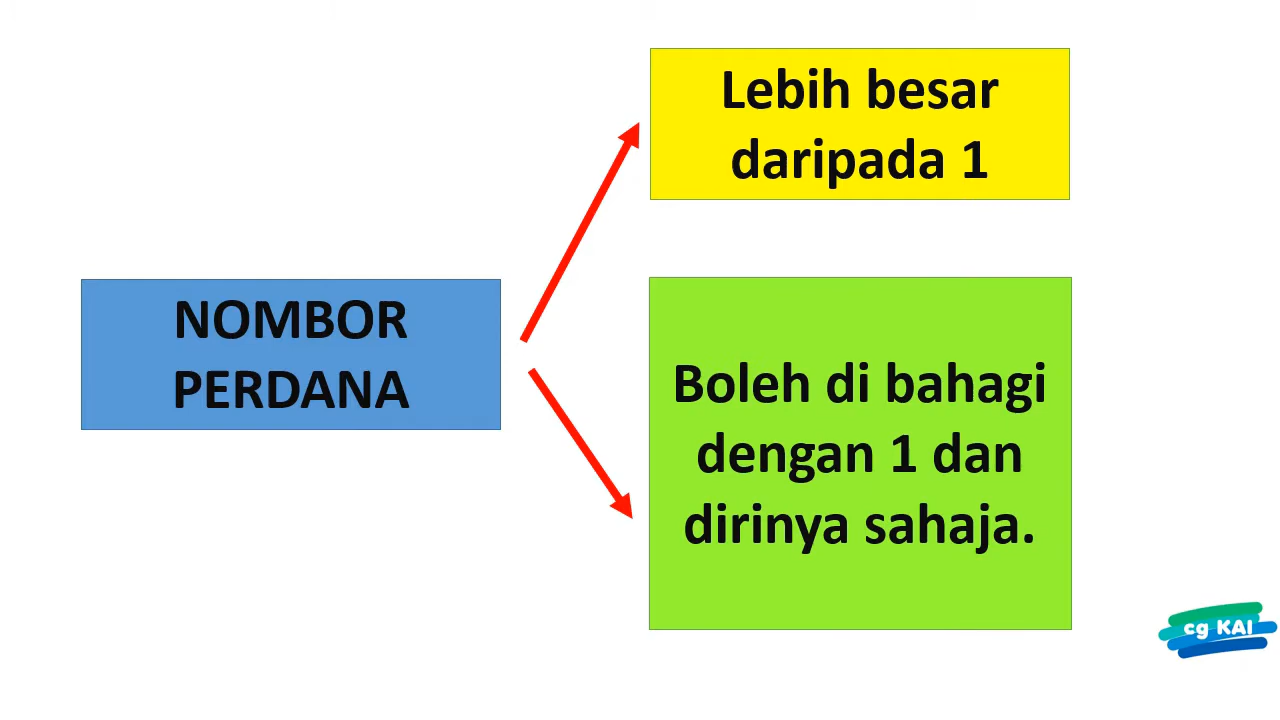 Lebih besar
daripada 1
NOMBOR
PERDANA
Boleh di bahagi
dengan 1 dan
dirinya sahaja.
cg KAI